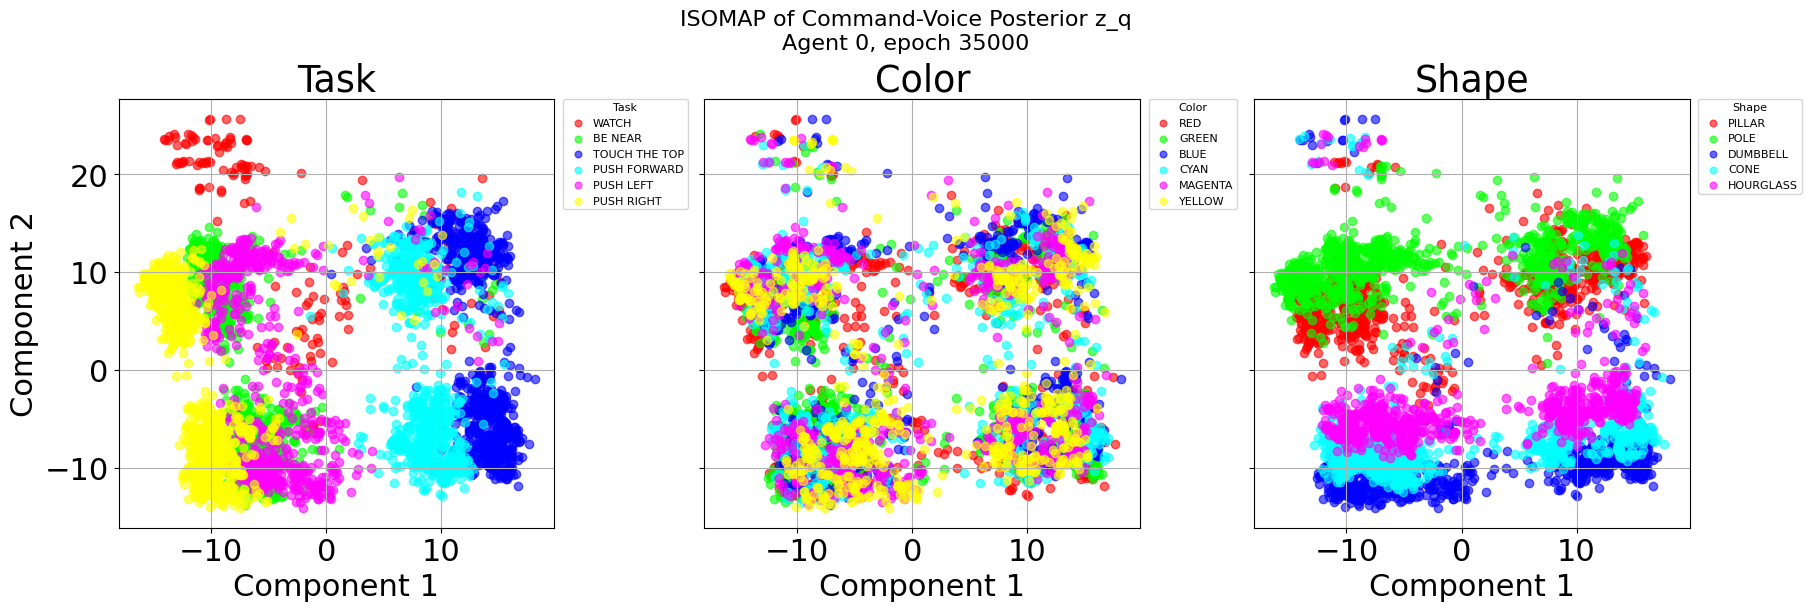 ISOMAP of Command-Voice Posterior z_q
Agent 0, epoch 35000
Task
Color
Shape
Task
WATCH
BE NEAR
TOUCH THE TOP
PUSH FORWARD
PUSH LEFT
PUSH RIGHT
Color
RED
GREEN
BLUE
CYAN
MAGENTA
YELLOW
Shape
PILLAR
POLE
DUMBBELL
CONE
HOURGLASS
Component 2
20
10
0
−10
−10 0 10
−10 0 10
−10 0 10
Component 1
Component 1
Component 1